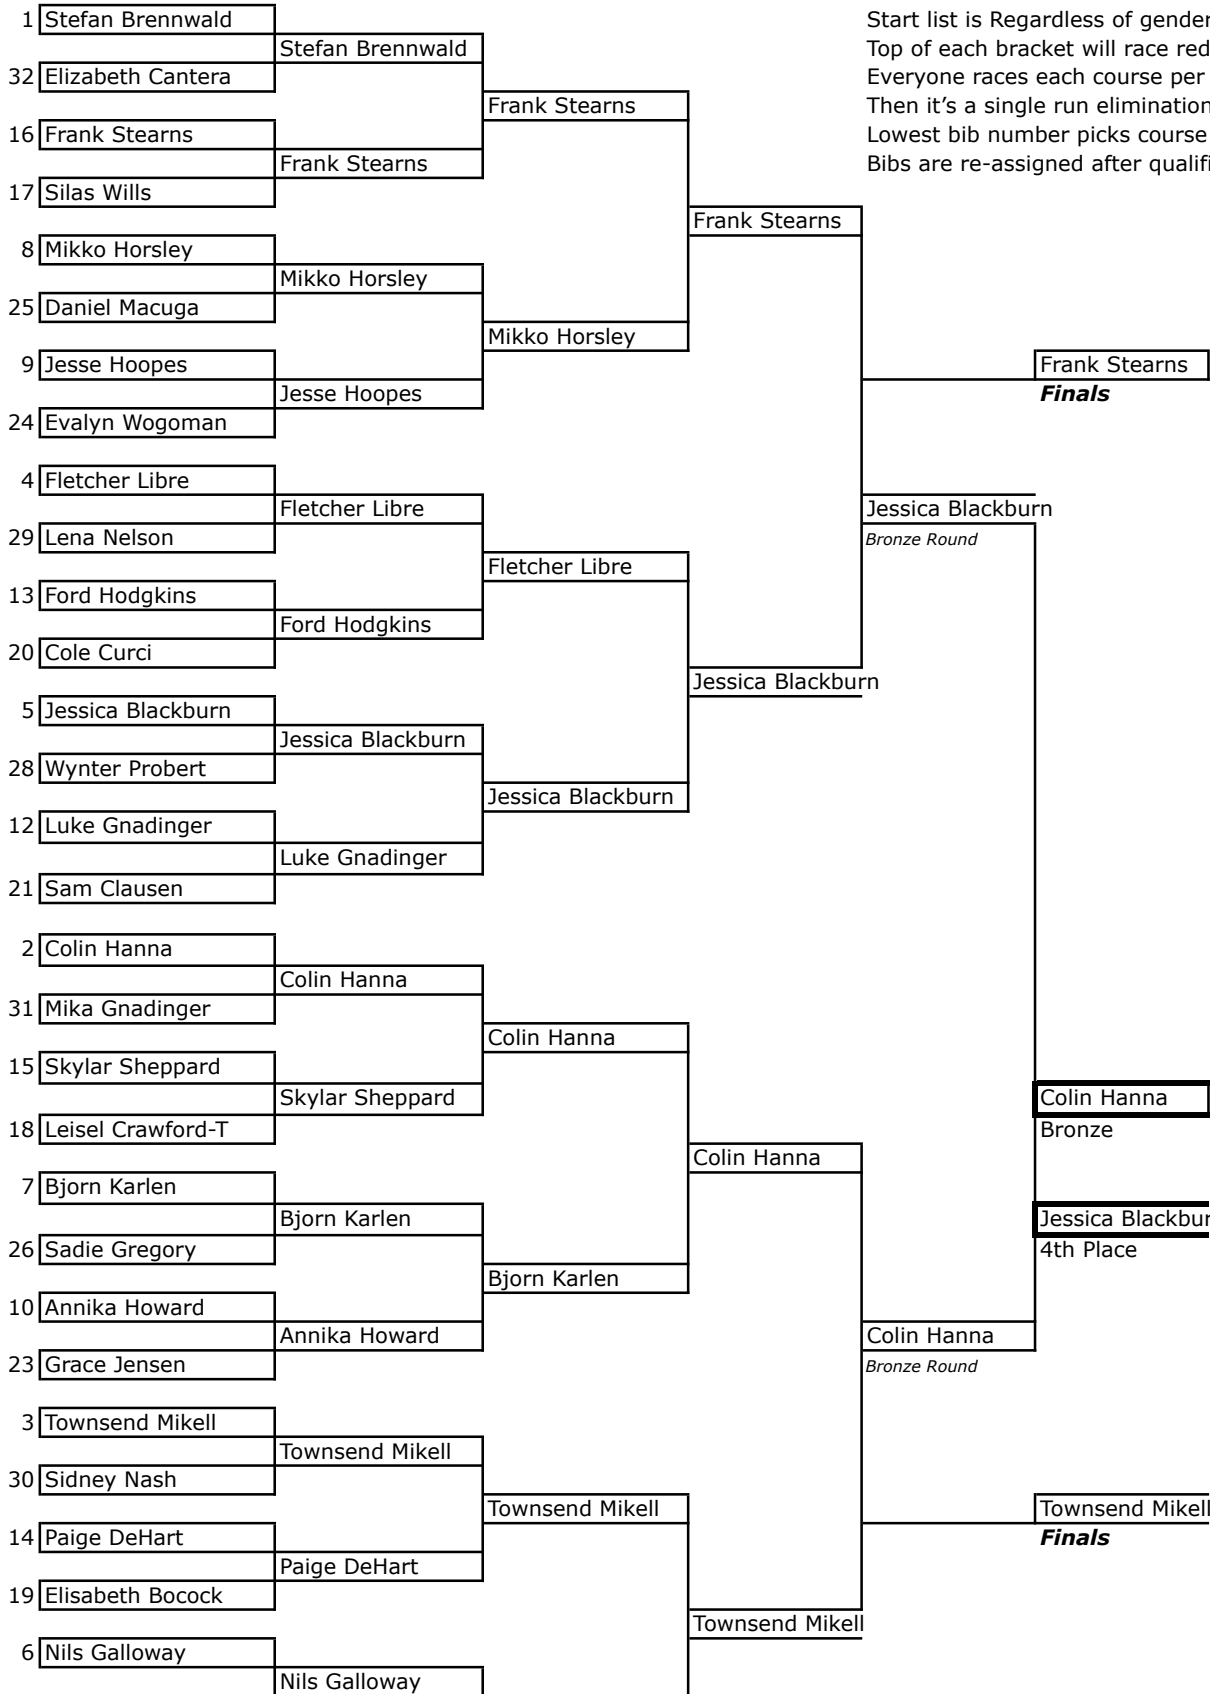 1 Stefan Brennwald
Start list is Regardless of gender
Stefan Brennwald
Top of each bracket will race red
32 Elizabeth Cantera
Everyone races each course per
Frank Stearns
Then it's a single run elimination
16 Frank Stearns
Lowest bib number picks course
Frank Stearns
Bibs are re-assigned after qualifi
17 Silas Wills
Frank Stearns
8 Mikko Horsley
Mikko Horsley
25 Daniel Macuga
Mikko Horsley
9 Jesse Hoopes
Frank Stearns
Jesse Hoopes
Finals
24 Evalyn Wogoman
4 Fletcher Libre
Fletcher Libre
Jessica Blackburn
29 Lena Nelson
Bronze Round
Fletcher Libre
13 Ford Hodgkins
Ford Hodgkins
20 Cole Curci
Jessica Blackburn
5 Jessica Blackburn
Jessica Blackburn
28 Wynter Probert
Jessica Blackburn
12 Luke Gnadinger
Luke Gnadinger
21 Sam Clausen
2 Colin Hanna
Colin Hanna
31 Mika Gnadinger
Colin Hanna
15 Skylar Sheppard
Skylar Sheppard
Colin Hanna
18 Leisel Crawford-T
Bronze
Colin Hanna
7 Bjorn Karlen
Bjorn Karlen
Jessica Blackbur
26 Sadie Gregory
4th Place
Bjorn Karlen
10 Annika Howard
Annika Howard
Colin Hanna
23 Grace Jensen
Bronze Round
3 Townsend Mikell
Townsend Mikell
30 Sidney Nash
Townsend Mikell
Townsend Mikell
14 Paige DeHart
Finals
Paige DeHart
19 Elisabeth Bocock
Townsend Mikell
6 Nils Galloway
Nils Galloway